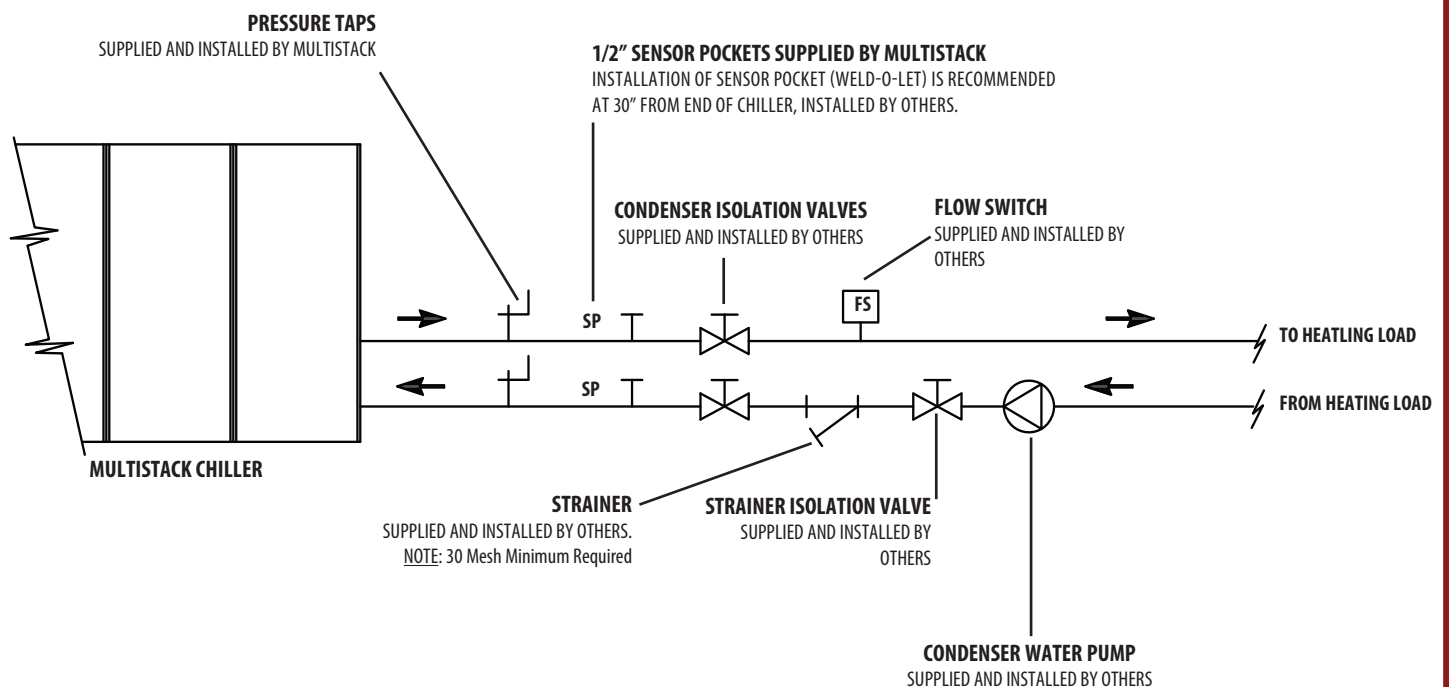 PRESSURE TAPS
SUPPLIED AND INSTALLED BY MULTISTACK
1/2” SENSOR POCKETS SUPPLIED BY MULTISTACK
INSTALLATION OF SENSOR POCKET (WELD-O-LET) IS RECOMMENDED
AT 30” FROM END OF CHILLER, INSTALLED BY OTHERS.
CONDENSER ISOLATION VALVES
SUPPLIED AND INSTALLED BY OTHERS
FLOW SWITCH
SUPPLIED AND INSTALLED BY
OTHERS
FS
SP
TO HEATLING LOAD
SP
FROM HEATING LOAD
MULTISTACK CHILLER
STRAINER
SUPPLIED AND INSTALLED BY OTHERS.
NOTE: 30 Mesh Minimum Required
STRAINER ISOLATION VALVE
SUPPLIED AND INSTALLED BY
OTHERS
CONDENSER WATER PUMP
SUPPLIED AND INSTALLED BY OTHERS